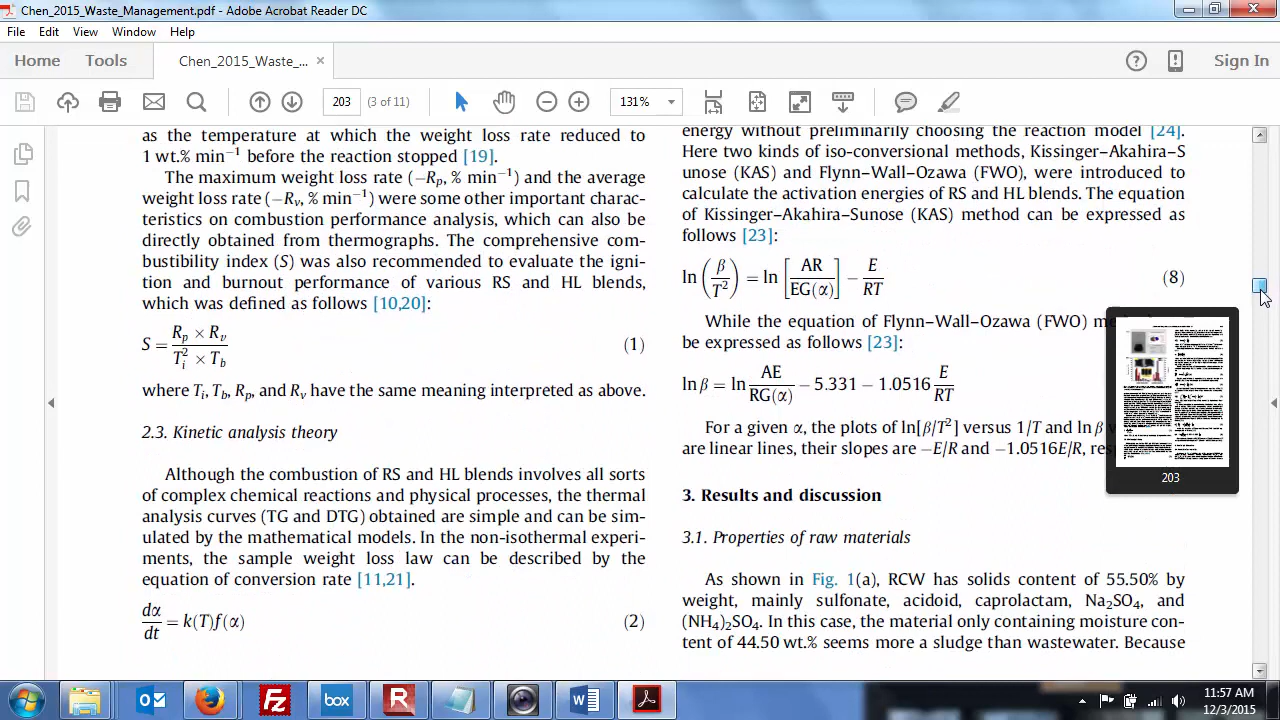 Chen_2015_Waste_Management.pdf - Adobe Acrobat Reader DC
File Edit View Window Help
Home Tools Chen_2015_Waste_... × Sign In
203 (3 of 11) 131%
as the temperature at which the weight loss rate reduced to
1 wt.% min⁻¹ before the reaction stopped [19].
The maximum weight loss rate (−Rp, % min⁻¹) and the average
weight loss rate (−Rv, % min⁻¹) were some other important charac-
teristics on combustion performance analysis, which can also be
directly obtained from thermographs. The comprehensive com-
bustibility index (S) was also recommended to evaluate the igni-
tion and burnout performance of various RS and HL blends,
which was defined as follows [10,20]:
S = (Rp × Rv) / (Ti² × Tb) (1)
where Ti, Tb, Rp, and Rv have the same meaning interpreted as above.
2.3. Kinetic analysis theory
Although the combustion of RS and HL blends involves all sorts
of complex chemical reactions and physical processes, the thermal
analysis curves (TG and DTG) obtained are simple and can be sim-
ulated by the mathematical models. In the non-isothermal experi-
ments, the sample weight loss law can be described by the
equation of conversion rate [11,21].
dα/dt = k(T)f(α) (2)
energy without preliminarily choosing the reaction model [24].
Here two kinds of iso-conversional methods, Kissinger–Akahira–S
unose (KAS) and Flynn–Wall–Ozawa (FWO), were introduced to
calculate the activation energies of RS and HL blends. The equation
of Kissinger–Akahira–Sunose (KAS) method can be expressed as
follows [23]:
ln(β/T²) = ln[AR/EG(α)] − E/RT (8)
While the equation of Flynn–Wall–Ozawa (FWO)
be expressed as follows [23]:
ln β = ln AE/RG(α) − 5.331 − 1.0516 E/RT
For a given α, the plots of ln[β/T²] versus 1/T and ln β
are linear lines, their slopes are −E/R and −1.0516E/R,
203
3. Results and discussion
3.1. Properties of raw materials
As shown in Fig. 1(a), RCW has solids content of 55.50% by
weight, mainly sulfonate, acidoid, caprolactam, Na₂SO₄, and
(NH₄)₂SO₄. In this case, the material only containing moisture con-
tent of 44.50 wt.% seems more a sludge than wastewater. Because
box
11:57 AM
12/3/2015